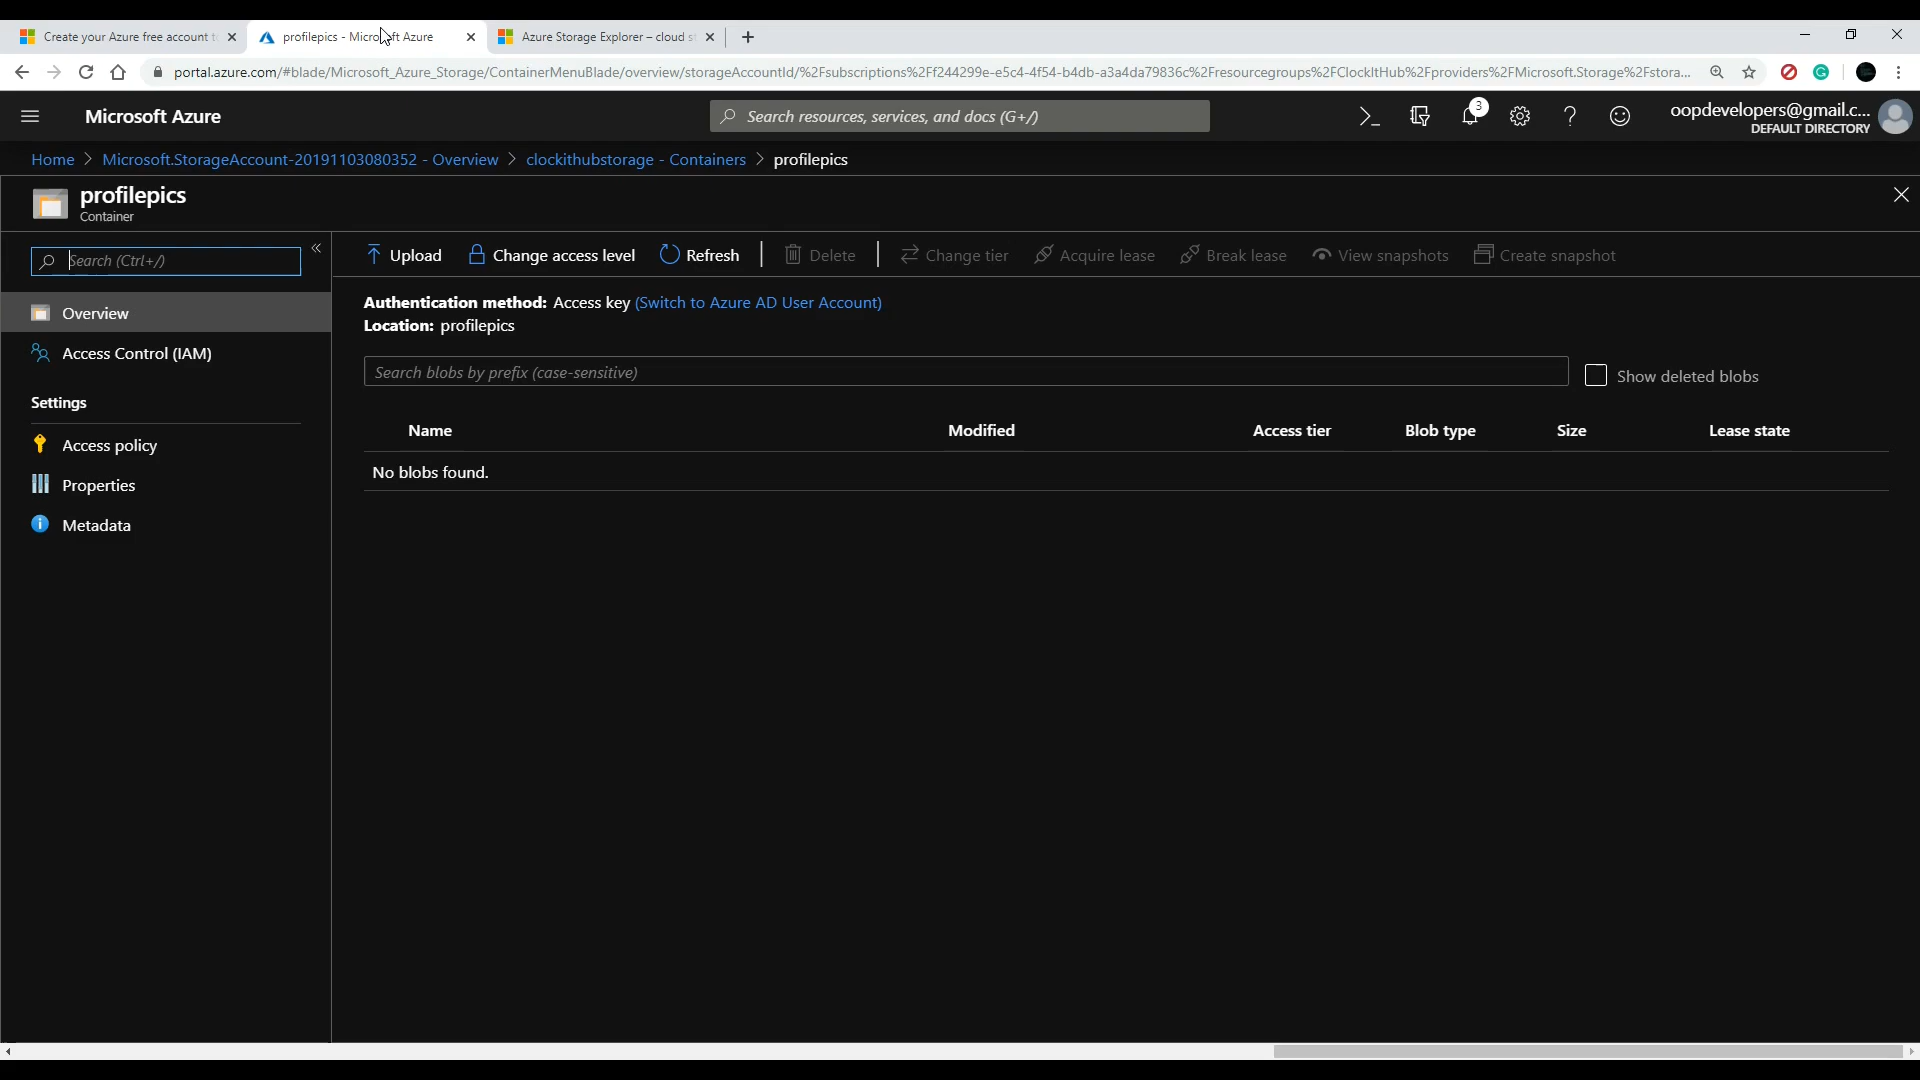 Create your Azure free account t
profilepics - Microsoft Azure
Azure Storage Explorer – cloud s
portal.azure.com/#blade/Microsoft_Azure_Storage/ContainerMenuBlade/overview/storageAccountId/%2Fsubscriptions%2Ff244299e-e5c4-4f54-b4db-a3a4da79836c%2Fresourcegroups%2FClockItHub%2Fproviders%2FMicrosoft.Storage%2Fstora...
Microsoft Azure
Search resources, services, and docs (G+/)
3
oopdevelopers@gmail.c...
DEFAULT DIRECTORY
Home > Microsoft.StorageAccount-20191103080352 - Overview > clockithubstorage - Containers > profilepics
profilepics
Container
Search (Ctrl+/)
Overview
Access Control (IAM)
Settings
Access policy
Properties
Metadata
Upload Change access level Refresh Delete Change tier Acquire lease Break lease View snapshots Create snapshot
Authentication method: Access key (Switch to Azure AD User Account)
Location: profilepics
Search blobs by prefix (case-sensitive)
Show deleted blobs
Name Modified Access tier Blob type Size Lease state
No blobs found.